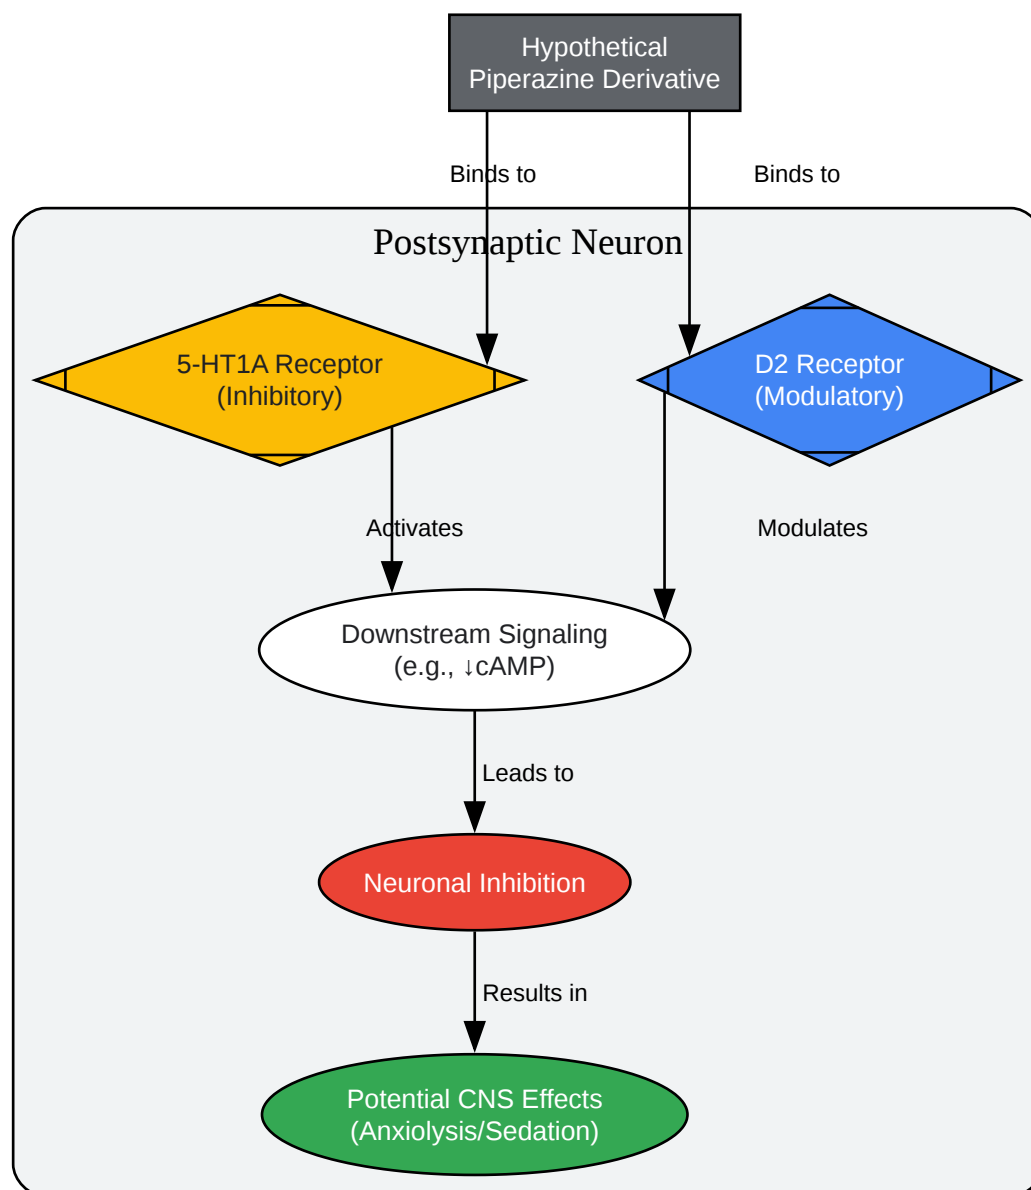 Hypothetical
Piperazine Derivative
Binds to
Binds to
Postsynaptic Neuron
5-HT1A Receptor
(Inhibitory)
D2 Receptor
(Modulatory)
Activates
Modulates
Downstream Signaling
(e.g., ↓cAMP)
Leads to
Neuronal Inhibition
Results in
Potential CNS Effects
(Anxiolysis/Sedation)